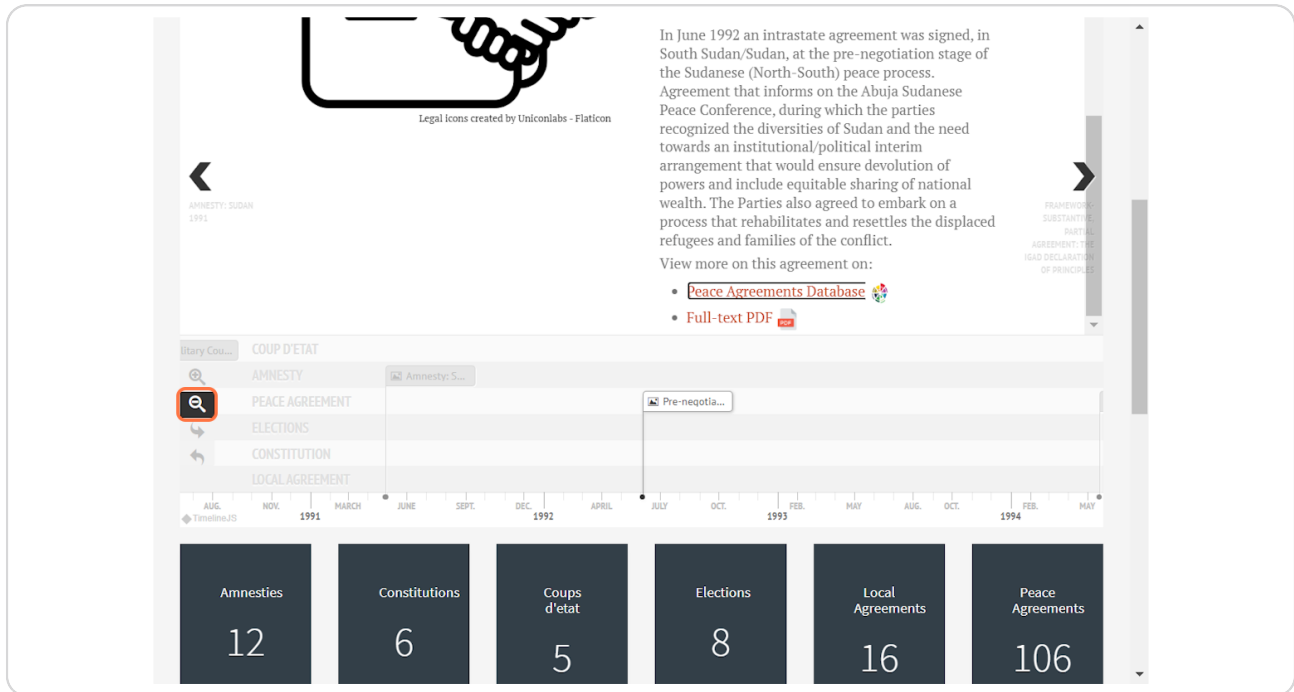 In June 1992 an intrastate agreement was signed, in
South Sudan/Sudan, at the pre-negotiation stage of
the Sudanese (North-South) peace process.
Agreement that informs on the Abuja Sudanese
Peace Conference, during which the parties
recognized the diversities of Sudan and the need
towards an institutional/political interim
arrangement that would ensure devolution of
powers and include equitable sharing of national
wealth. The Parties also agreed to embark on a
process that rehabilitates and resettles the displaced
refugees and families of the conflict.
View more on this agreement on:
Peace Agreements Database
Full-text PDF
PDF
Legal icons created by Uniconlabs - Flaticon
AMNESTY: SUDAN
1991
FRAMEWORK-
SUBSTANTIVE,
PARTIAL
AGREEMENT: THE
IGAD DECLARATION
OF PRINCIPLES
litary Cou...
COUP D'ETAT
AMNESTY
Amnesty: S...
PEACE AGREEMENT
Pre-negotia...
ELECTIONS
CONSTITUTION
LOCAL AGREEMENT
AUG. NOV. MARCH JUNE SEPT. DEC. APRIL JULY OCT. FEB. MAY AUG. OCT. FEB. MAY
1991 1992 1993 1994
TimelineJS
Amnesties
12
Constitutions
6
Coups
d'etat
5
Elections
8
Local
Agreements
16
Peace
Agreements
106